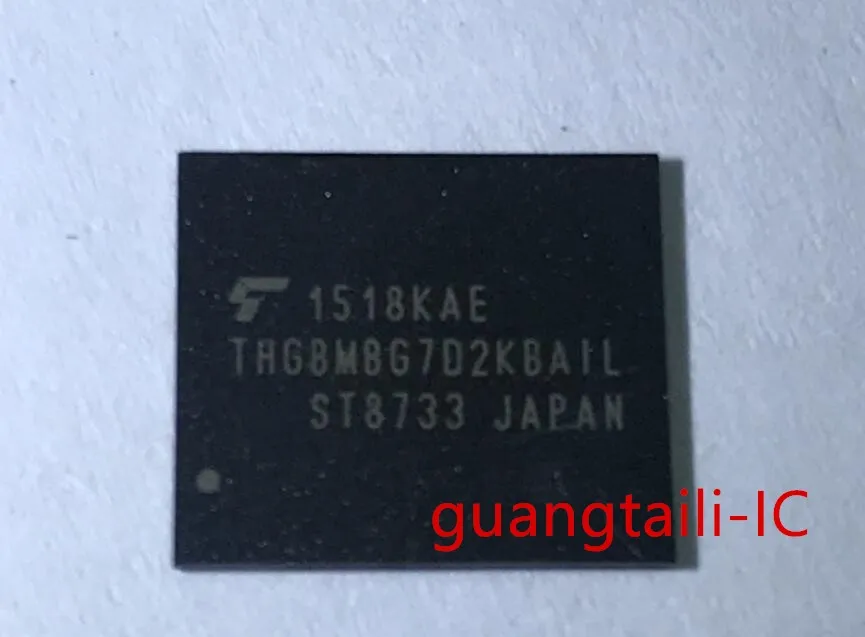 1518KAE
THGBMBG7D2KBAIL
ST8733 JAPAN
guangtaili-IC